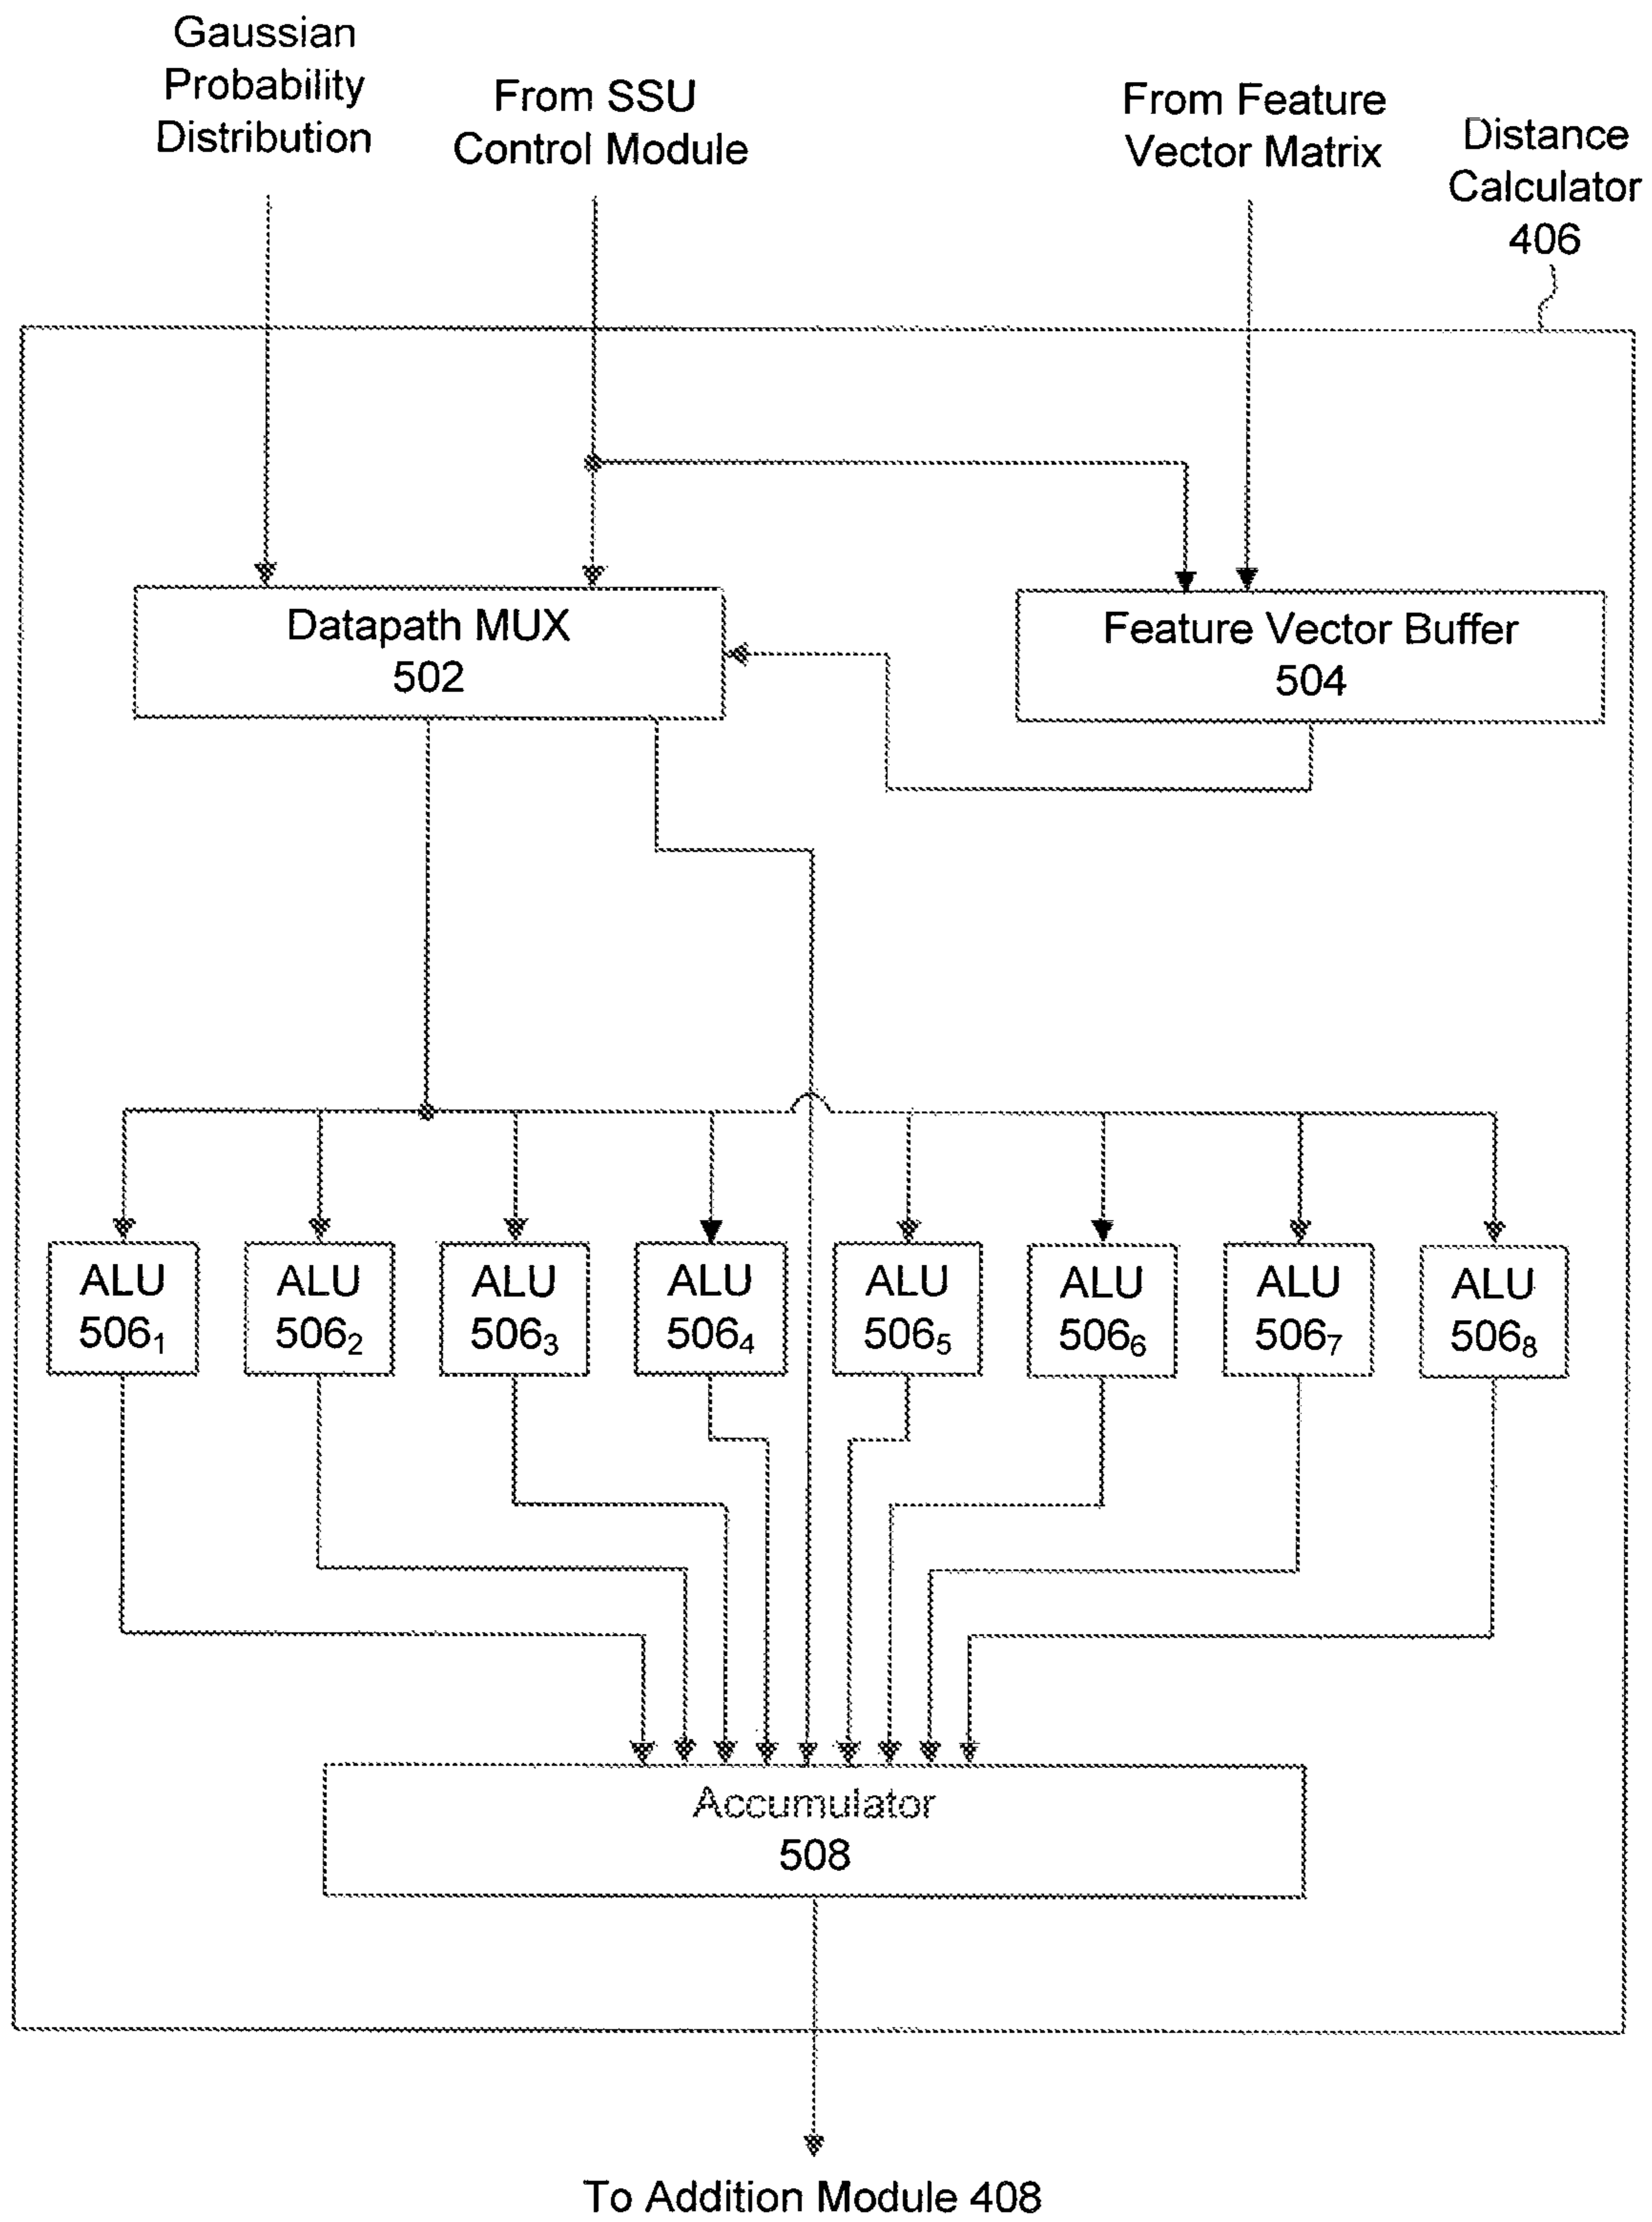 Gaussian
Probability
Distribution
From SSU
Control Module
From Feature
Vector Matrix
Distance
Calculator
406
Datapath MUX
502
Feature Vector Buffer
504
ALU
506₁
ALU
506₂
ALU
506₃
ALU
506₄
ALU
506₅
ALU
506₆
ALU
506₇
ALU
506₈
Accumulator
508
To Addition Module 408